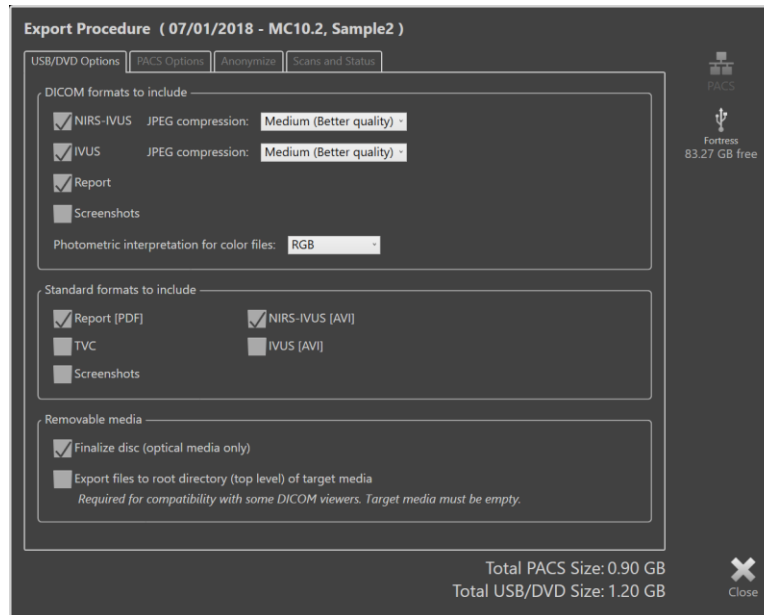 Export Procedure ( 07/01/2018 - MC10.2, Sample2 )
USB/DVD Options PACS Options Anonymize Scans and Status
DICOM formats to include
NIRS-IVUS JPEG compression: Medium (Better quality)
IVUS JPEG compression: Medium (Better quality)
Report
Screenshots
Photometric interpretation for color files: RGB
Standard formats to include
Report [PDF] NIRS-IVUS [AVI]
TVC IVUS [AVI]
Screenshots
Removable media
Finalize disc (optical media only)
Export files to root directory (top level) of target media
Required for compatibility with some DICOM viewers. Target media must be empty.
Total PACS Size: 0.90 GB
Total USB/DVD Size: 1.20 GB
PACS
Fortress
83.27 GB free
Close